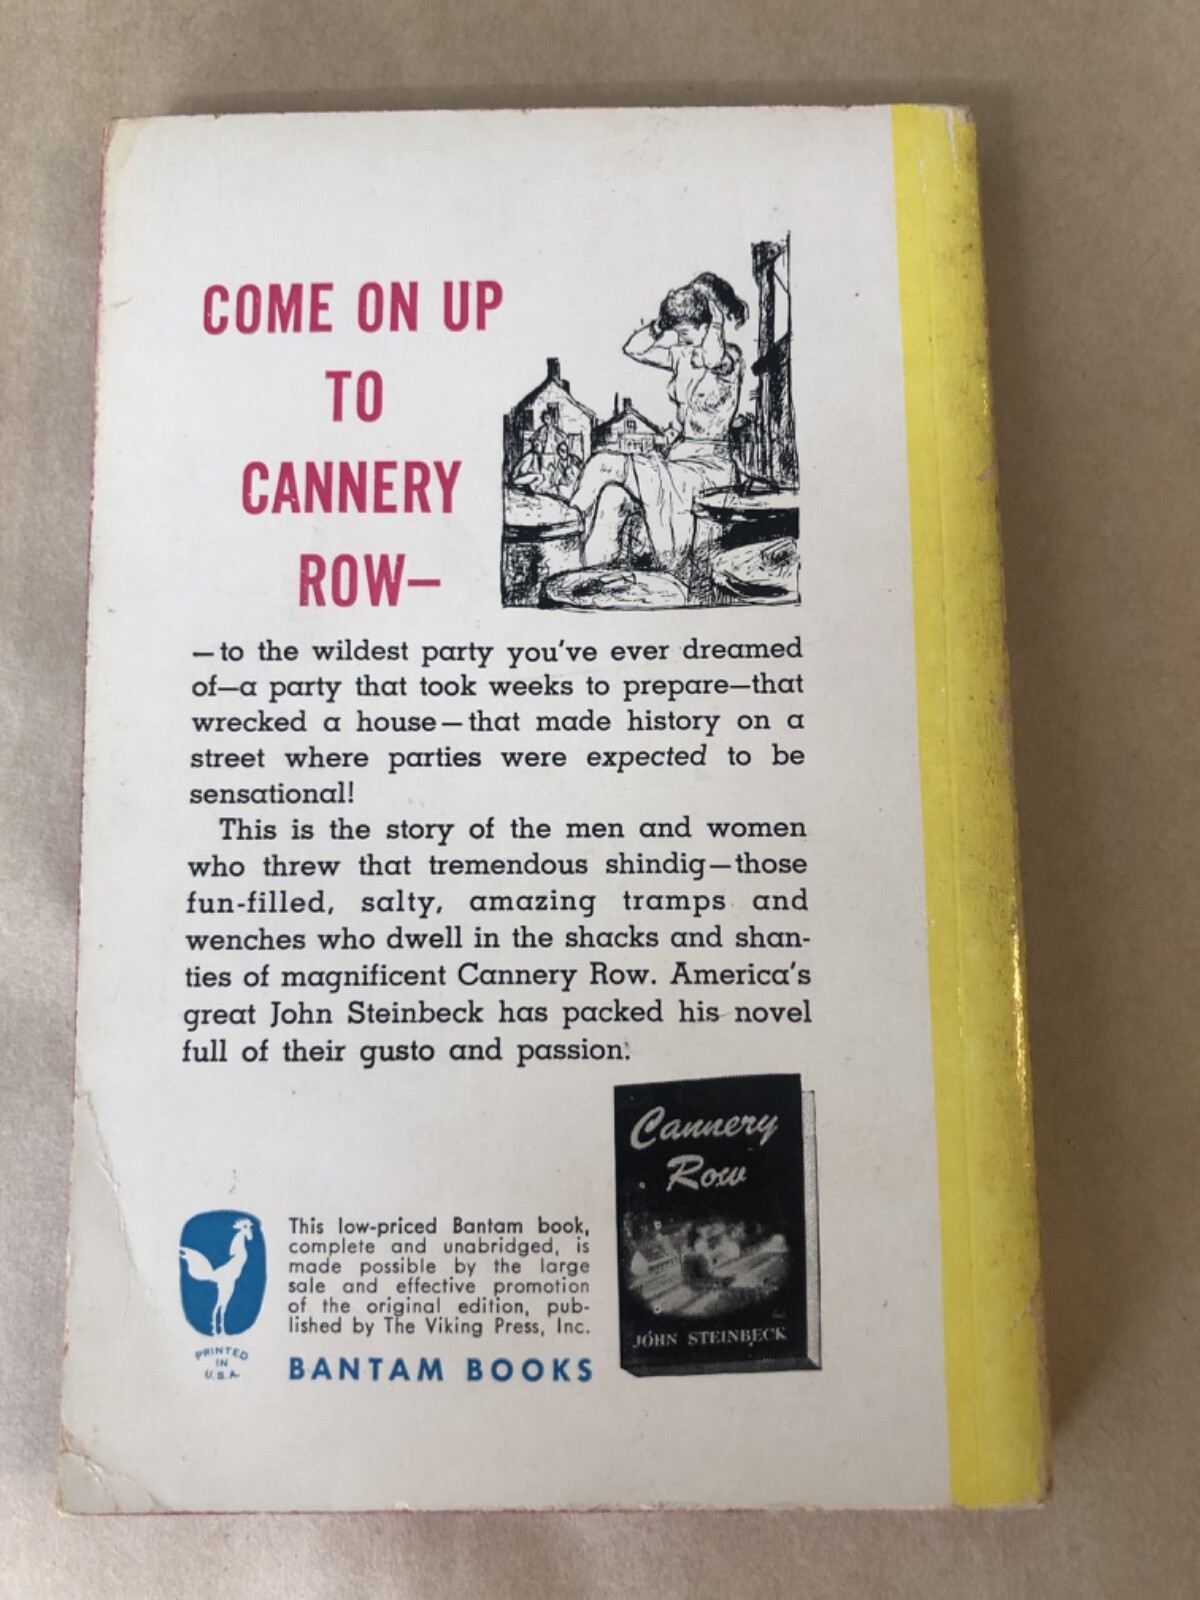 COME ON UP
TO
CANNERY
ROW—
—to the wildest party you've ever dreamed
of—a party that took weeks to prepare—that
wrecked a house—that made history on a
street where parties were expected to be
sensational!
This is the story of the men and women
who threw that tremendous shindig—those
fun-filled, salty, amazing tramps and
wenches who dwell in the shacks and shan-
ties of magnificent Cannery Row. America's
great John Steinbeck has packed his novel
full of their gusto and passion.
Cannery
Row
JOHN STEINBECK
This low-priced Bantam book,
complete and unabridged, is
made possible by the large
sale and effective promotion
of the original edition, pub-
lished by The Viking Press, Inc.
BANTAM BOOKS
PRINTED
IN
U.S.A.